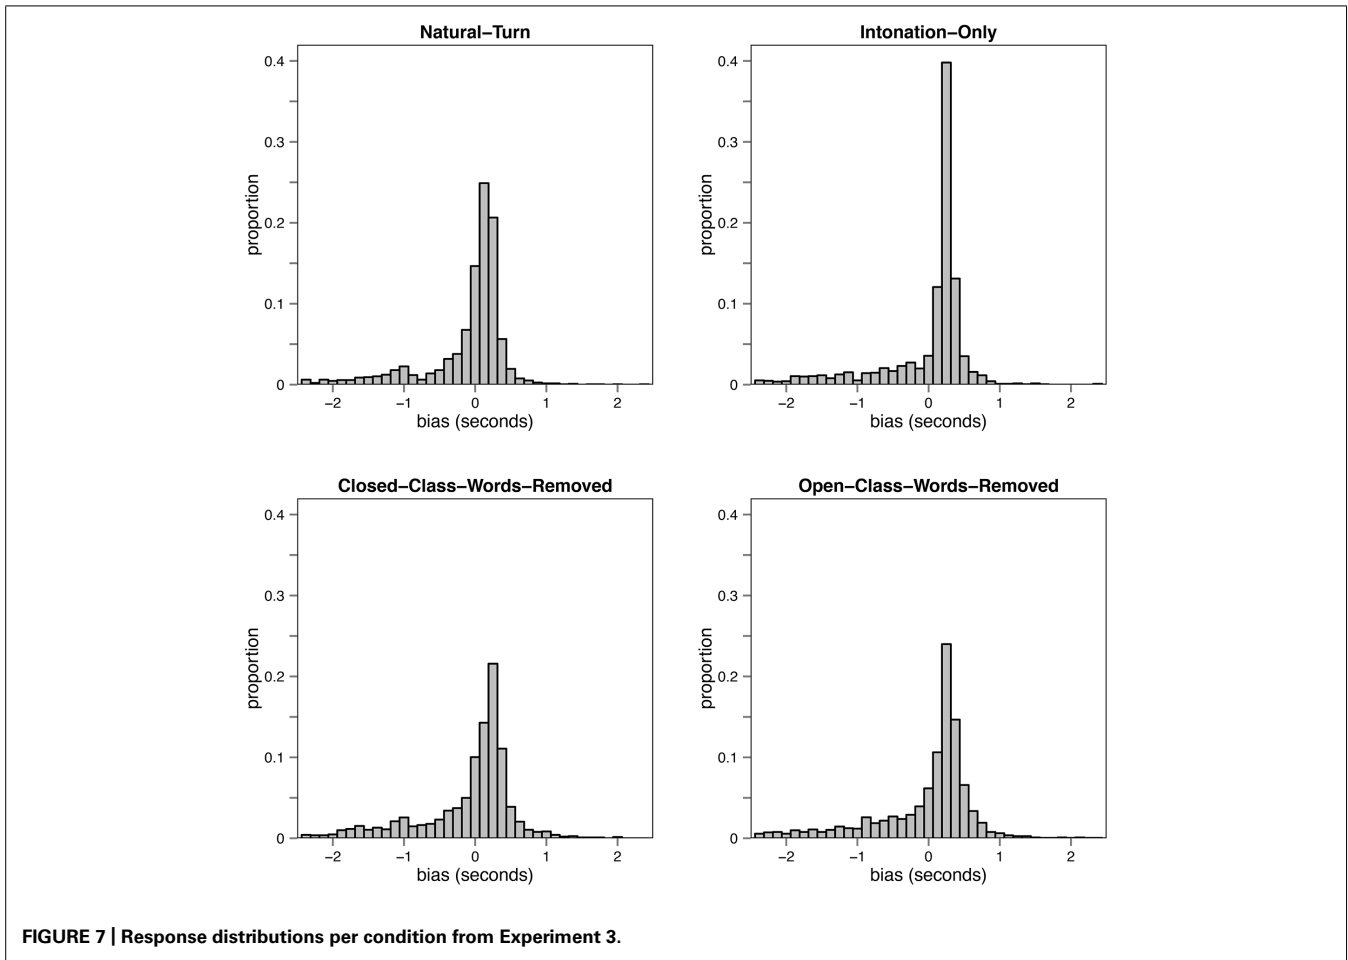 Natural−Turn
0.4
0.3
0.2
0.1
0
proportion
−2 −1 0 1 2
bias (seconds)
Intonation−Only
0.4
0.3
0.2
0.1
0
proportion
−2 −1 0 1 2
bias (seconds)
Closed−Class−Words−Removed
0.4
0.3
0.2
0.1
0
proportion
−2 −1 0 1 2
bias (seconds)
Open−Class−Words−Removed
0.4
0.3
0.2
0.1
0
proportion
−2 −1 0 1 2
bias (seconds)
FIGURE 7 | Response distributions per condition from Experiment 3.